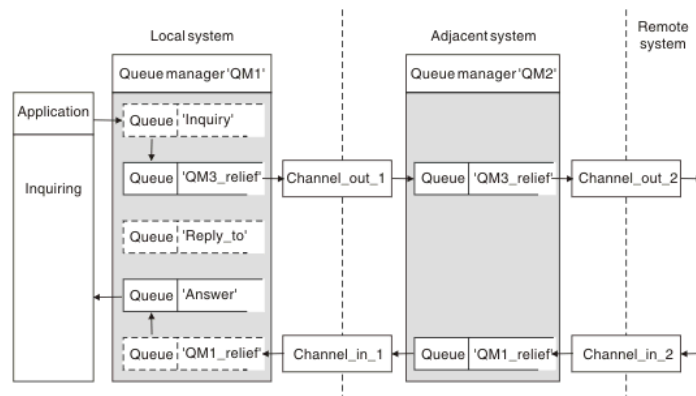 Local system
Adjacent system
Remote
system
Queue manager 'QM1'
Queue manager 'QM2'
Application
Inquiring
Queue 'Inquiry'
Queue 'QM3_relief'
Channel_out_1
Queue 'QM3_relief'
Channel_out_2
Queue 'Reply_to'
Queue 'Answer'
Queue 'QM1_relief'
Channel_in_1
Queue 'QM1_relief'
Channel_in_2